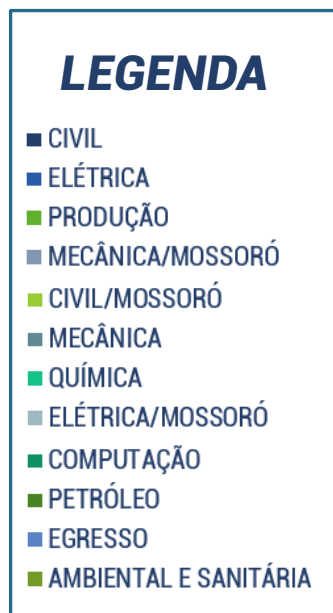 LEGENDA
CIVIL
ELÉTRICA
PRODUÇÃO
MECÂNICA/MOSSORÓ
CIVIL/MOSSORÓ
MECÂNICA
QUÍMICA
ELÉTRICA/MOSSORÓ
COMPUTAÇÃO
PETRÓLEO
EGRESSO
AMBIENTAL E SANITÁRIA